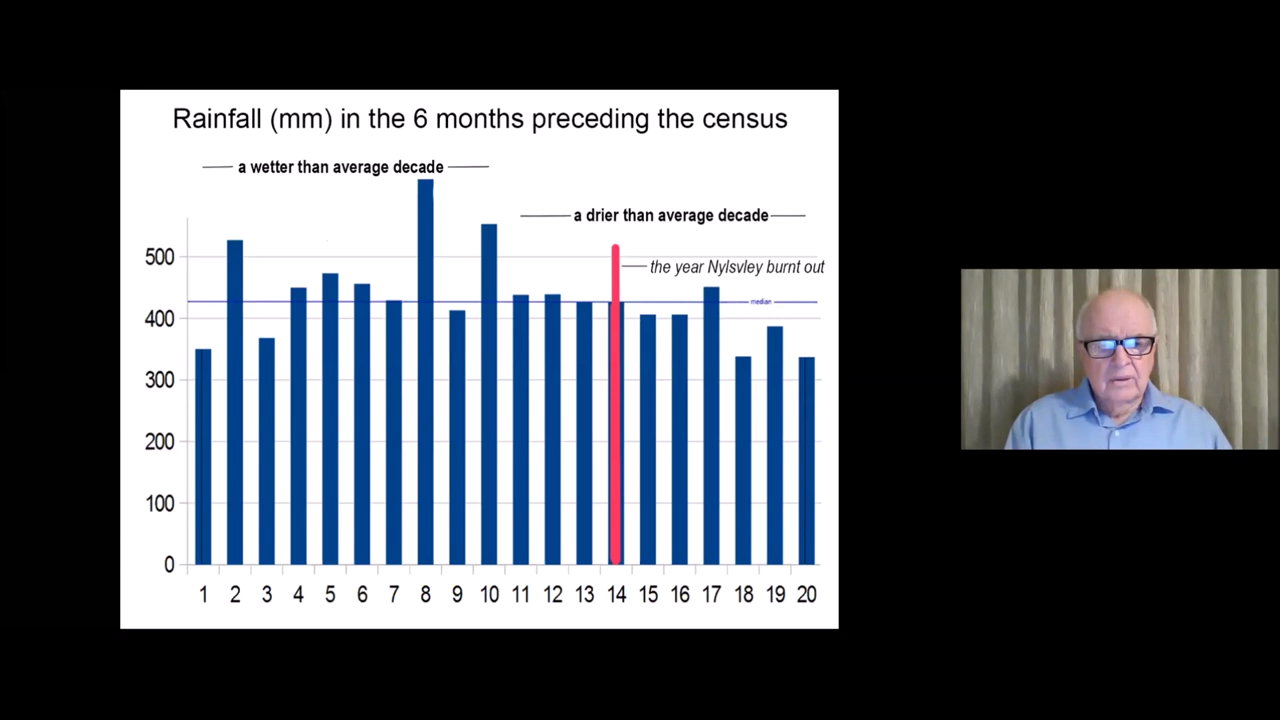 Rainfall (mm) in the 6 months preceding the census
a wetter than average decade
a drier than average decade
the year Nylsvley burnt out
median
500
400
300
200
100
0
1 2 3 4 5 6 7 8 9 10 11 12 13 14 15 16 17 18 19 20